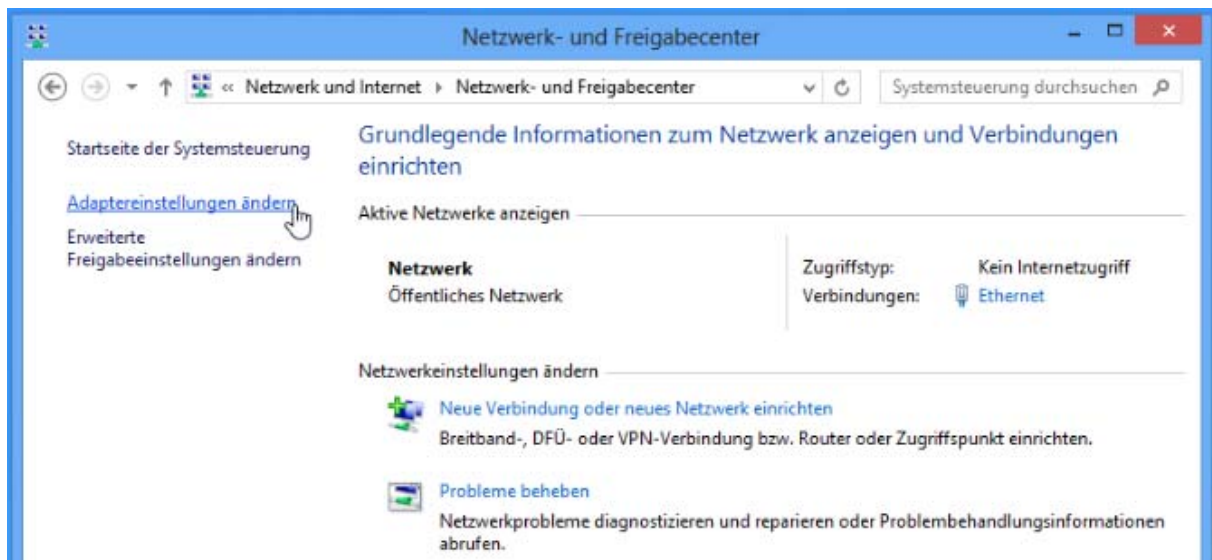 Netzwerk- und Freigabecenter
« Netzwerk und Internet Netzwerk- und Freigabecenter
Systemsteuerung durchsuchen
Startseite der Systemsteuerung
Adaptereinstellungen ändern
Erweiterte
Freigabeeinstellungen ändern
Grundlegende Informationen zum Netzwerk anzeigen und Verbindungen
einrichten
Aktive Netzwerke anzeigen
Netzwerk
Öffentliches Netzwerk
Zugriffstyp: Kein Internetzugriff
Verbindungen: Ethernet
Netzwerkeinstellungen ändern
Neue Verbindung oder neues Netzwerk einrichten
Breitband-, DFÜ- oder VPN-Verbindung bzw. Router oder Zugriffspunkt einrichten.
Probleme beheben
Netzwerkprobleme diagnostizieren und reparieren oder Problembehandlungsinformationen
abrufen.